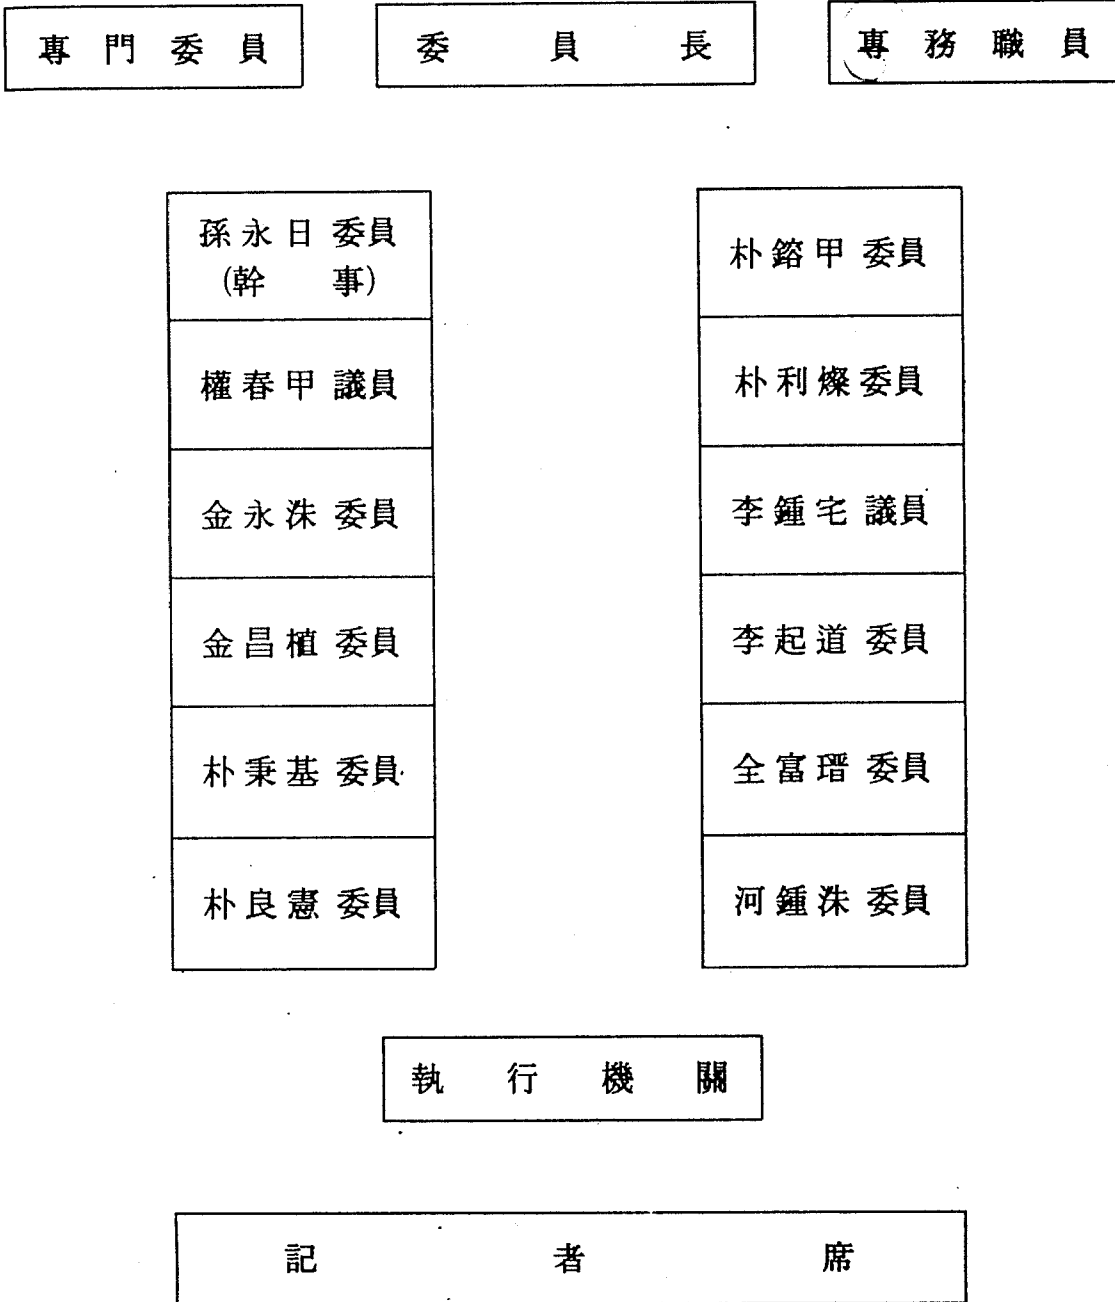 專門委員
委員長
專務職員
孫永日 委員
(幹事)
權春甲 議員
金永洙 委員
金昌植 委員
朴秉基 委員
朴良憲 委員
朴鎔甲 委員
朴利燦 委員
李鍾宅 議員
李起道 委員
全富瑨 委員
河鍾洙 委員
執行機關
記者席